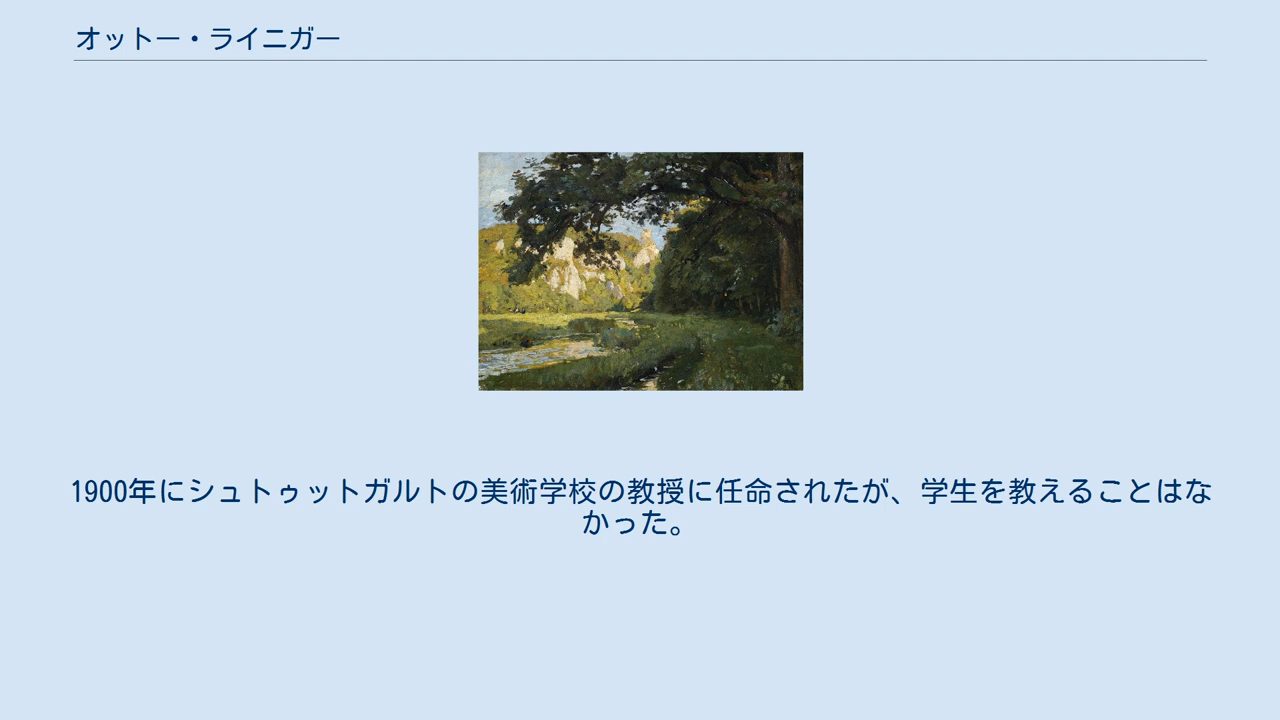 オットー・ライニガー
1900年にシュトゥットガルトの美術学校の教授に任命されたが、学生を教えることはな
かった。